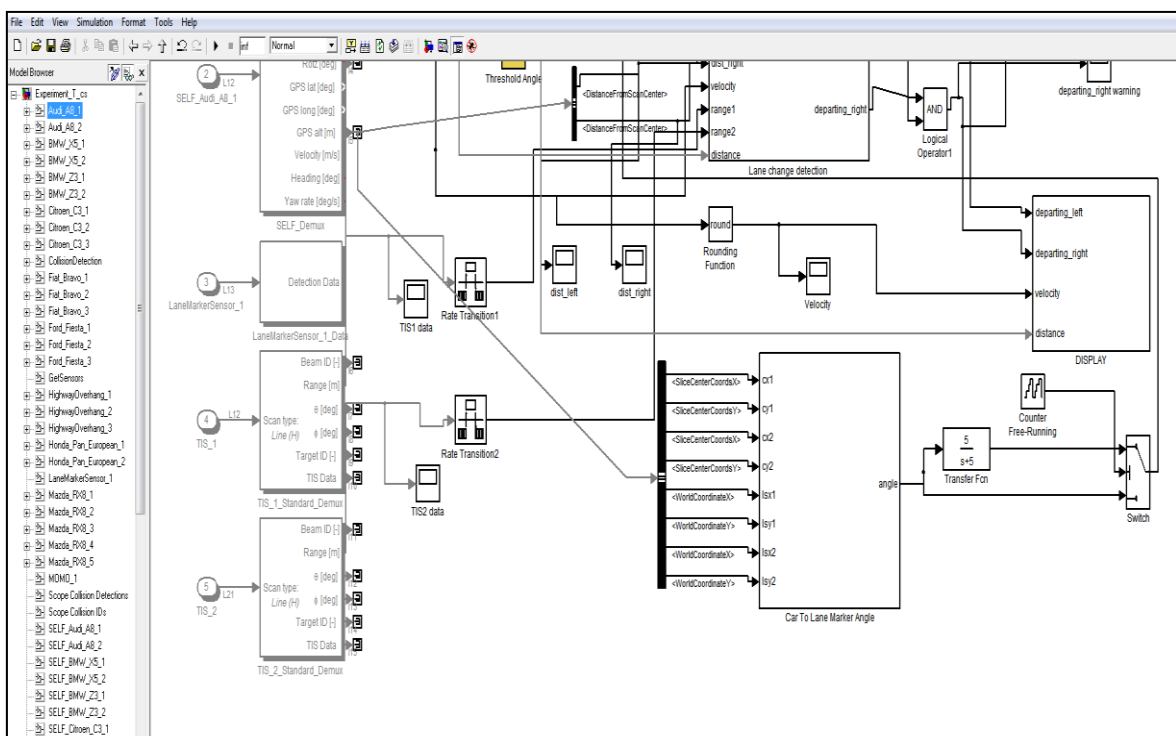 File Edit View Simulation Format Tools Help
inf Normal
Model Browser
Experiment_T_cs
Audi_A8_1
Audi_A8_2
BMW_X5_1
BMW_X5_2
BMW_Z3_1
BMW_Z3_2
Citroen_C3_1
Citroen_C3_2
Citroen_C3_3
CollisionDetection
Fiat_Bravo_1
Fiat_Bravo_2
Fiat_Bravo_3
Ford_Fiesta_1
Ford_Fiesta_2
Ford_Fiesta_3
GetSensors
HighwayOverhang_1
HighwayOverhang_2
HighwayOverhang_3
Honda_Pan_European_1
Honda_Pan_European_2
LaneMarkerSensor_1
Mazda_RX8_1
Mazda_RX8_2
Mazda_RX8_3
Mazda_RX8_4
Mazda_RX8_5
MOMO_1
Scope Collision Detections
Scope Collision IDs
SELF_Audi_A8_1
SELF_Audi_A8_2
SELF_BMW_X5_1
SELF_BMW_X5_2
SELF_BMW_Z3_1
SELF_BMW_Z3_2
SELF_Citroen_C3_1
2
L12
SELF_Audi_A8_1
RotZ [deg]
GPS lat [deg]
GPS long [deg]
GPS alt [m]
Velocity [m/s]
Heading [deg]
Yaw rate [deg/s]
SELF_Demux
3
L13
LaneMarkerSensor_1
Detection Data
LaneMarkerSensor_1_Data
4
L12
TIS_1
Scan type:
Line (H)
Beam ID [-]
Range [m]
θ [deg]
ϕ [deg]
Target ID [-]
TIS Data
TIS_1_Standard_Demux
5
L21
TIS_2
Scan type:
Line (H)
Beam ID [-]
Range [m]
θ [deg]
ϕ [deg]
Target ID [-]
TIS Data
TIS_2_Standard_Demux
TIS1 data
Rate Transition1
TIS2 data
Rate Transition2
Threshold Angle
<DistanceFromScanCenter>
<DistanceFromScanCenter>
dist_left
dist_right
dist_right
velocity
range1
range2
distance
departing_right
Lane change detection
AND
Logical
Operator1
departing_right warning
round
Rounding
Function
Velocity
departing_left
departing_right
velocity
distance
DISPLAY
<SliceCenterCoordsX>
<SliceCenterCoordsY>
<SliceCenterCoordsX>
<SliceCenterCoordsY>
<WorldCoordinateX>
<WorldCoordinateY>
<WorldCoordinateX>
<WorldCoordinateY>
cx1
cy1
cx2
cy2
lsx1
lsy1
lsx2
lsy2
angle
Car To Lane Marker Angle
Counter
Free-Running
5
s+5
Transfer Fcn
Switch